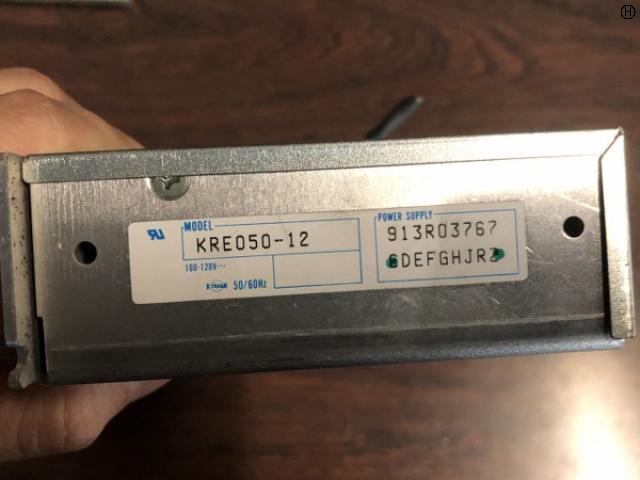 MODEL
KRE050-12
100-120V~
50/60Hz
POWER SUPPLY
913R03767
DEFGHJR
H